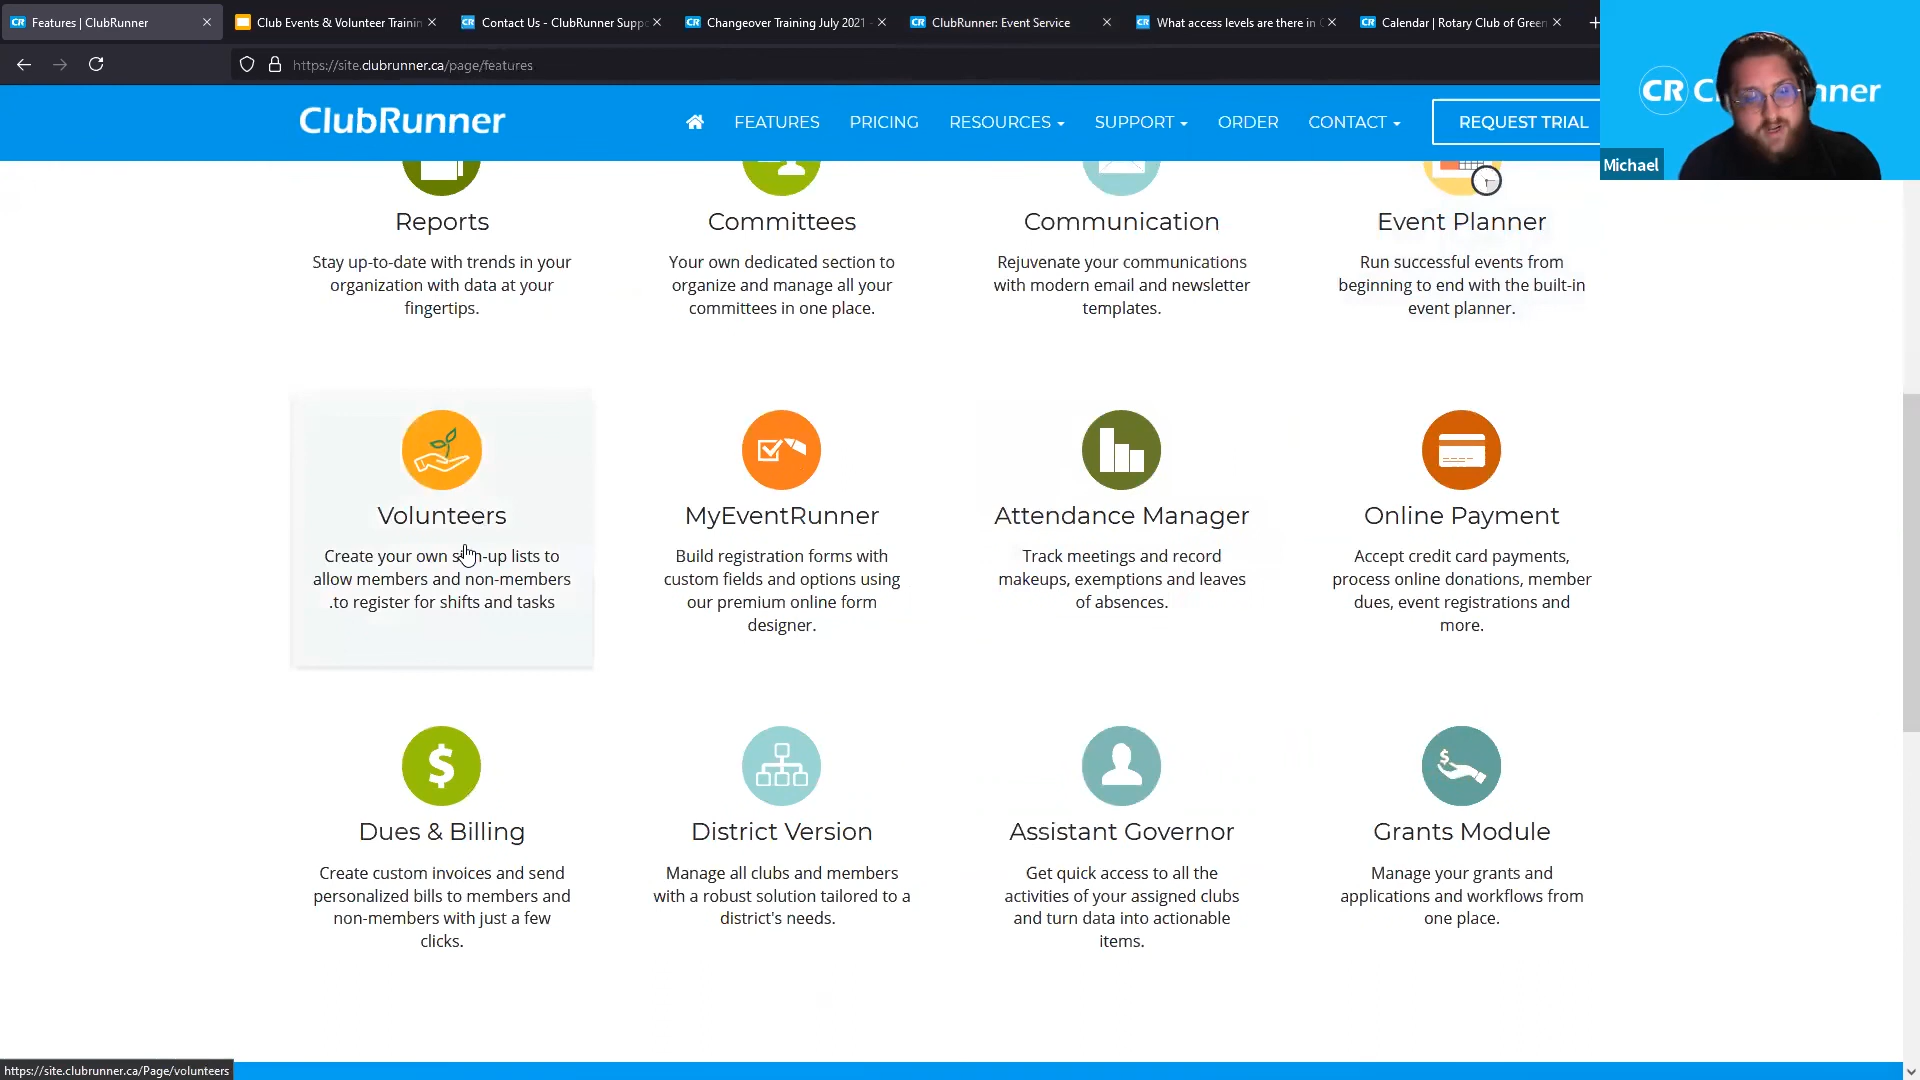 Features | ClubRunner
Club Events & Volunteer Trainin
Contact Us - ClubRunner Suppo
Changeover Training July 2021 -
ClubRunner: Event Service
What access levels are there in C
Calendar | Rotary Club of Green
https://site.clubrunner.ca/page/features
ClubRunner
FEATURES
PRICING
RESOURCES
SUPPORT
ORDER
CONTACT
REQUEST TRIAL
CR C nner
Michael
Reports
Stay up-to-date with trends in your
organization with data at your
fingertips.
Committees
Your own dedicated section to
organize and manage all your
committees in one place.
Communication
Rejuvenate your communications
with modern email and newsletter
templates.
Event Planner
Run successful events from
beginning to end with the built-in
event planner.
Volunteers
Create your own sign-up lists to
allow members and non-members
.to register for shifts and tasks
MyEventRunner
Build registration forms with
custom fields and options using
our premium online form
designer.
Attendance Manager
Track meetings and record
makeups, exemptions and leaves
of absences.
Online Payment
Accept credit card payments,
process online donations, member
dues, event registrations and
more.
Dues & Billing
Create custom invoices and send
personalized bills to members and
non-members with just a few
clicks.
District Version
Manage all clubs and members
with a robust solution tailored to a
district's needs.
Assistant Governor
Get quick access to all the
activities of your assigned clubs
and turn data into actionable
items.
Grants Module
Manage your grants and
applications and workflows from
one place.
https://site.clubrunner.ca/Page/volunteers